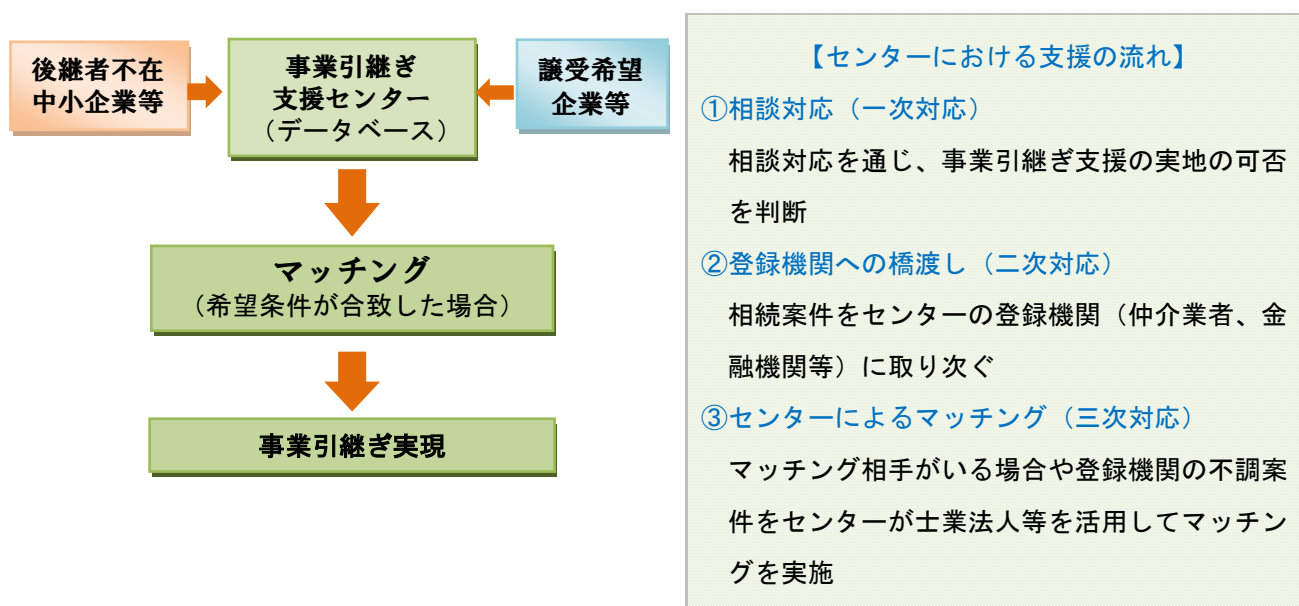 後継者不在
中小企業等
事業引継ぎ
支援センター
（データベース）
譲受希望
企業等
マッチング
（希望条件が合致した場合）
事業引継ぎ実現
【センターにおける支援の流れ】
①相談対応（一次対応）
相談対応を通じ、事業引継ぎ支援の実地の可否
を判断
②登録機関への橋渡し（二次対応）
相続案件をセンターの登録機関（仲介業者、金
融機関等）に取り次ぐ
③センターによるマッチング（三次対応）
マッチング相手がいる場合や登録機関の不調案
件をセンターが士業法人等を活用してマッチン
グを実施